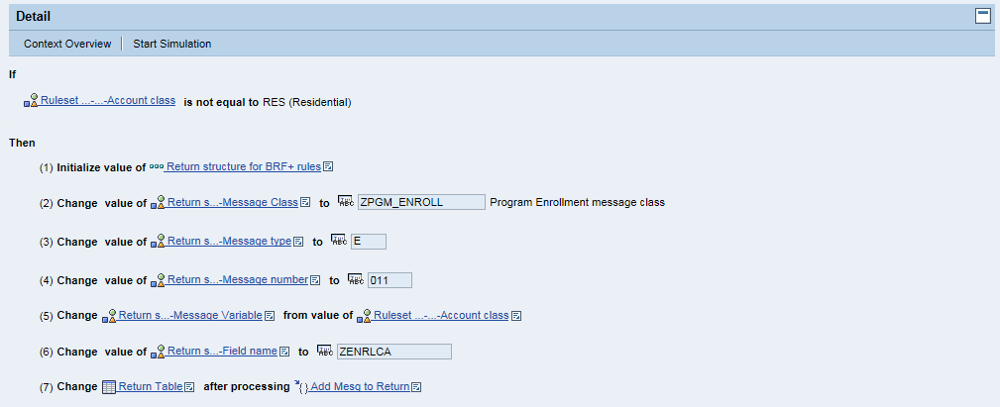 Detail
Context Overview Start Simulation
If
Ruleset ...-...-Account class is not equal to RES (Residential)
Then
(1) Initialize value of Return structure for BRF+ rules
(2) Change value of Return s...-Message Class to ZPGM_ENROLL Program Enrollment message class
(3) Change value of Return s...-Message type to E
(4) Change value of Return s...-Message number to 011
(5) Change Return s...-Message Variable from value of Ruleset ...-...-Account class
(6) Change value of Return s...-Field name to ZENRLCA
(7) Change Return Table after processing Add Mesg to Return